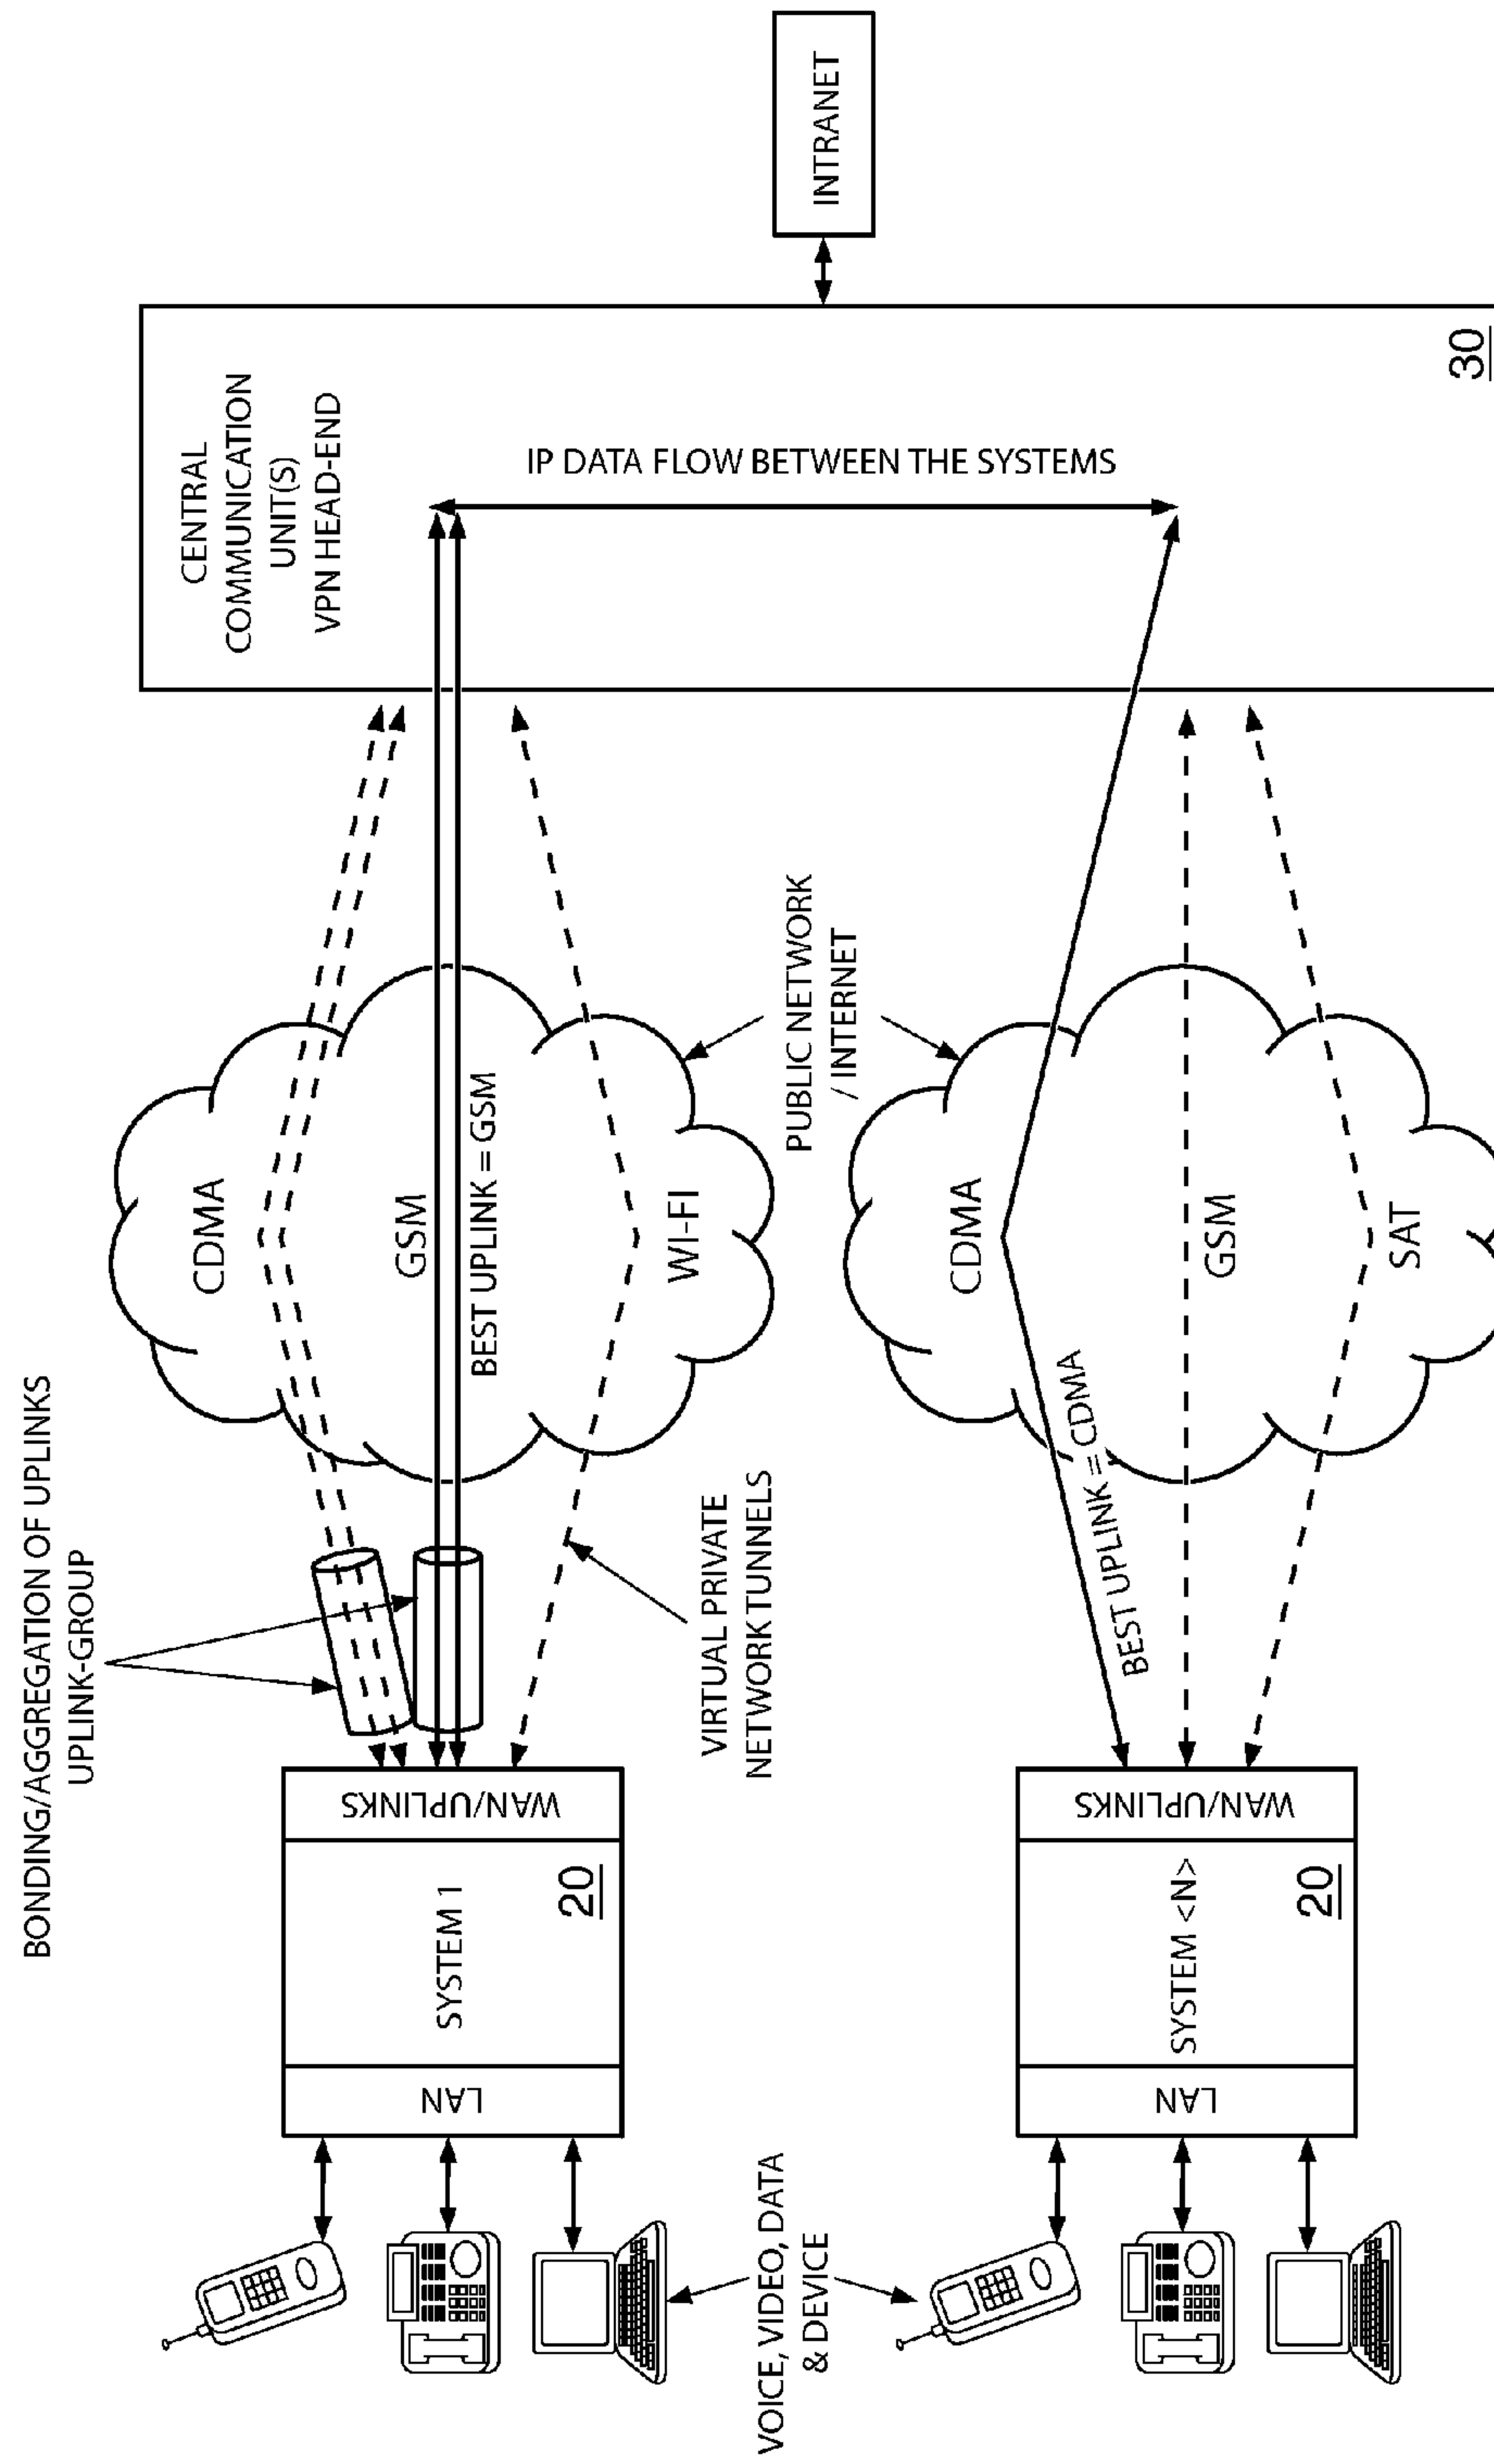 BONDING/AGGREGATION OF UPLINKS
UPLINK-GROUP
CENTRAL
COMMUNICATION
UNIT(S)
VPN HEAD-END
LAN
SYSTEM 1
20
WAN/UPLINKS
CDMA
GSM
BEST UPLINK = GSM
WI-FI
IP DATA FLOW BETWEEN THE SYSTEMS
INTRANET
VIRTUAL PRIVATE
NETWORK TUNNELS
PUBLIC NETWORK
/ INTERNET
VOICE, VIDEO, DATA
& DEVICE
LAN
SYSTEM <N>
20
WAN/UPLINKS
BEST UPLINK = CDMA
CDMA
GSM
SAT
30